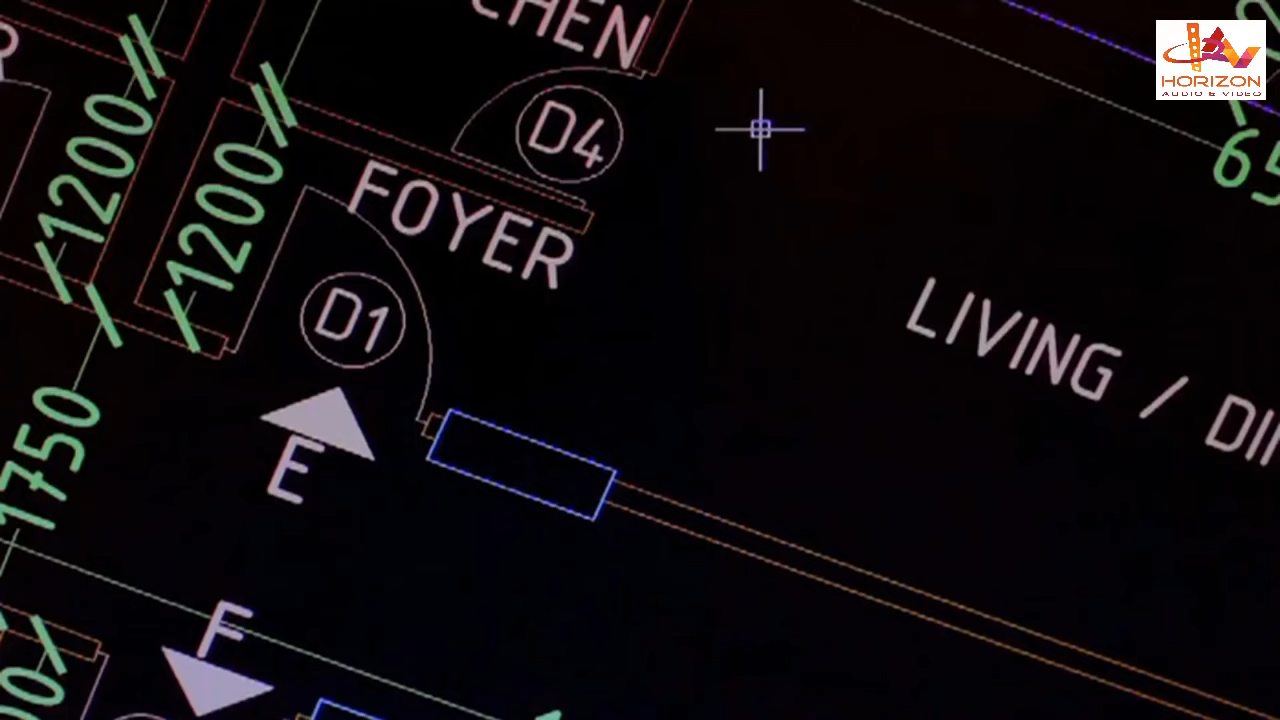 CHEN
D4
HORIZON
AUDIO & VIDEO
1200
1200
FOYER
65
D1
LIVING / DI
1750
E
F